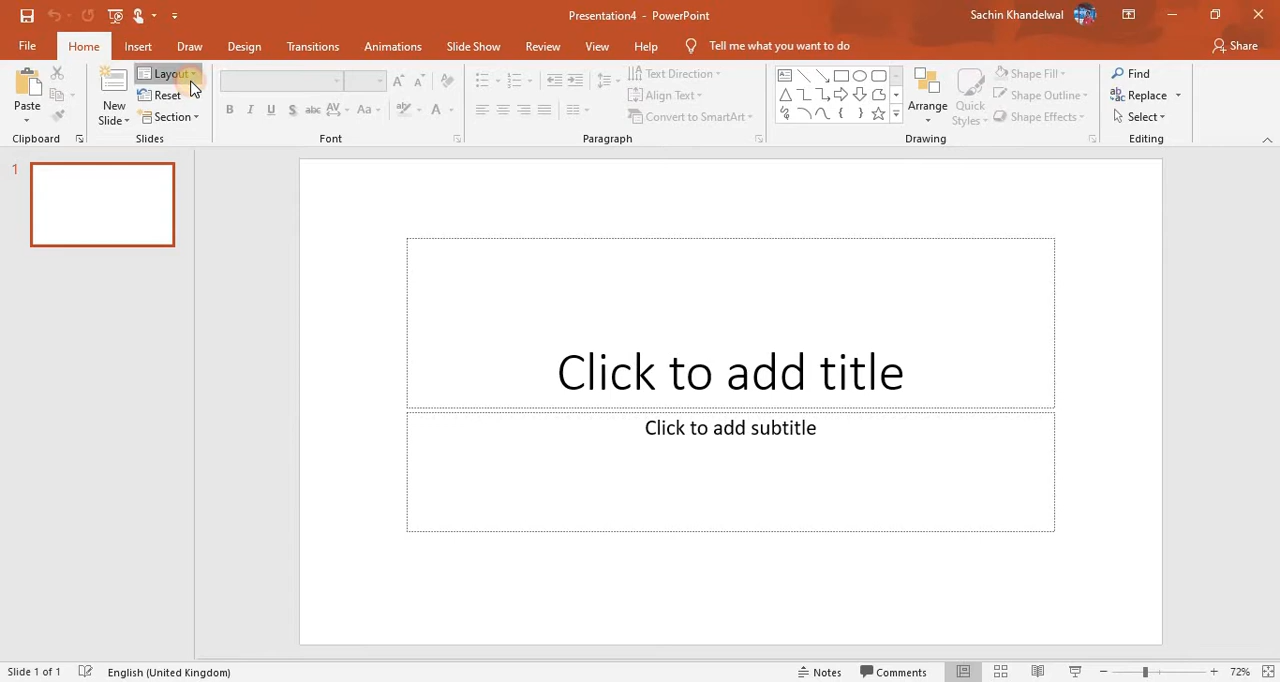 Presentation4 - PowerPoint
Sachin Khandelwal
File Home Insert Draw Design Transitions Animations Slide Show Review View Help Tell me what you want to do Share
Paste
Clipboard
New Slide
Layout
Reset
Section
Slides
B I U S abc AV Aa A
Font
Text Direction
Align Text
Convert to SmartArt
Paragraph
Arrange
Quick Styles
Shape Fill
Shape Outline
Shape Effects
Drawing
Find
Replace
Select
Editing
1
Click to add title
Click to add subtitle
Slide 1 of 1 English (United Kingdom) Notes Comments 72%